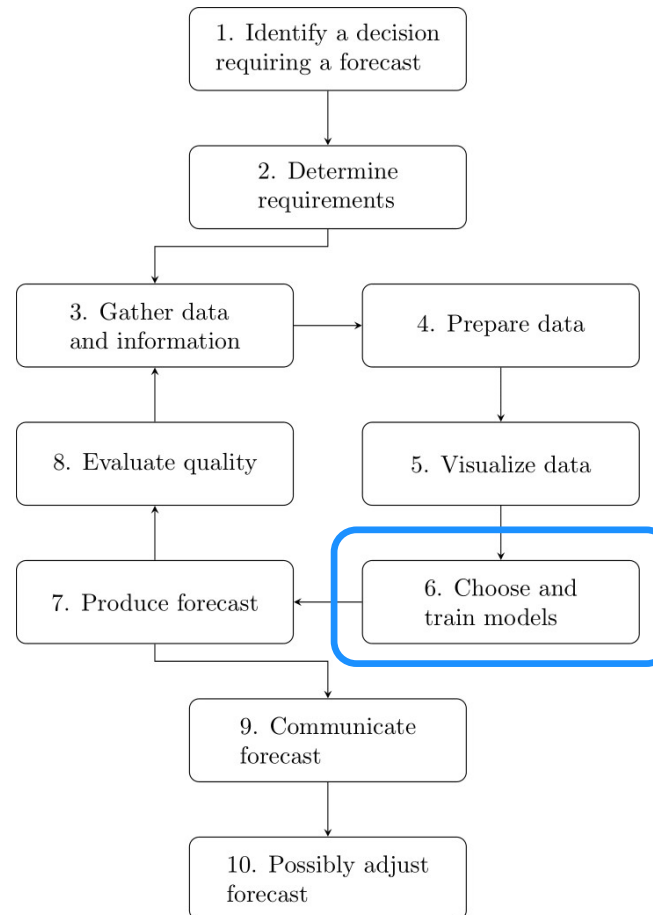 1. Identify a decision
requiring a forecast
2. Determine
requirements
3. Gather data
and information
4. Prepare data
8. Evaluate quality
5. Visualize data
7. Produce forecast
6. Choose and
train models
9. Communicate
forecast
10. Possibly adjust
forecast